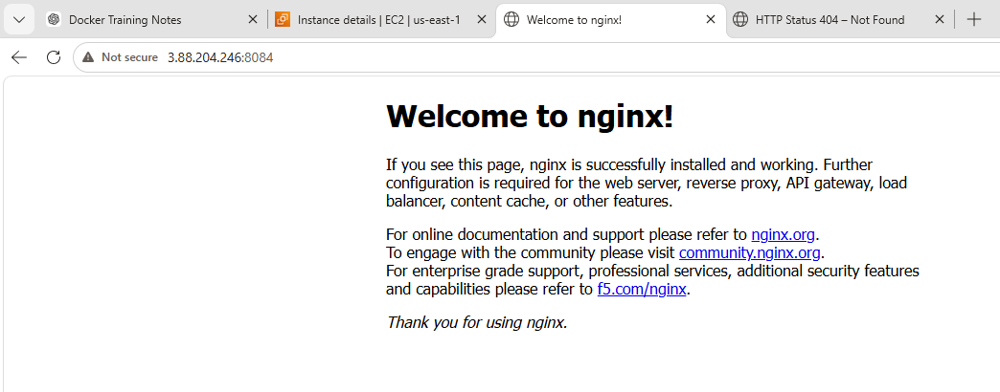 Docker Training Notes
Instance details | EC2 | us-east-1
Welcome to nginx!
HTTP Status 404 – Not Found
Not secure 3.88.204.246:8084
Welcome to nginx!
If you see this page, nginx is successfully installed and working. Further
configuration is required for the web server, reverse proxy, API gateway, load
balancer, content cache, or other features.
For online documentation and support please refer to nginx.org.
To engage with the community please visit community.nginx.org.
For enterprise grade support, professional services, additional security features
and capabilities please refer to f5.com/nginx.
Thank you for using nginx.